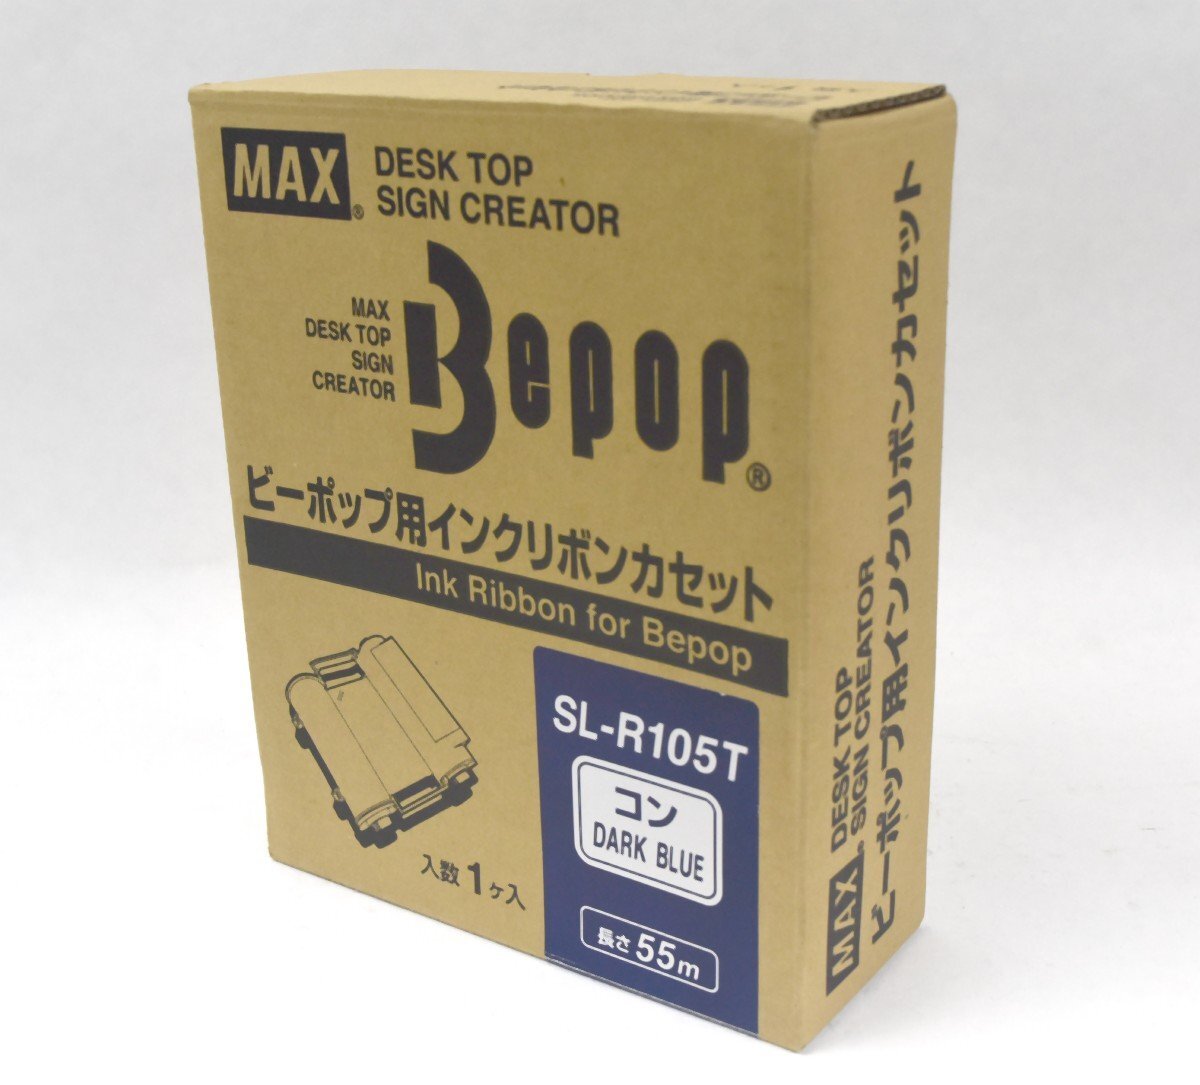 MAX®
DESK TOP
SIGN CREATOR
MAX
DESK TOP
SIGN
CREATOR
Bepop®
ビーポップ用インクリボンカセット
Ink Ribbon for Bepop
SL-R105T
コン
DARK BLUE
長さ 55m
入数 1ヶ入
MAX®
DESK TOP
SIGN CREATOR
ビーポップ用インクリボンカセット